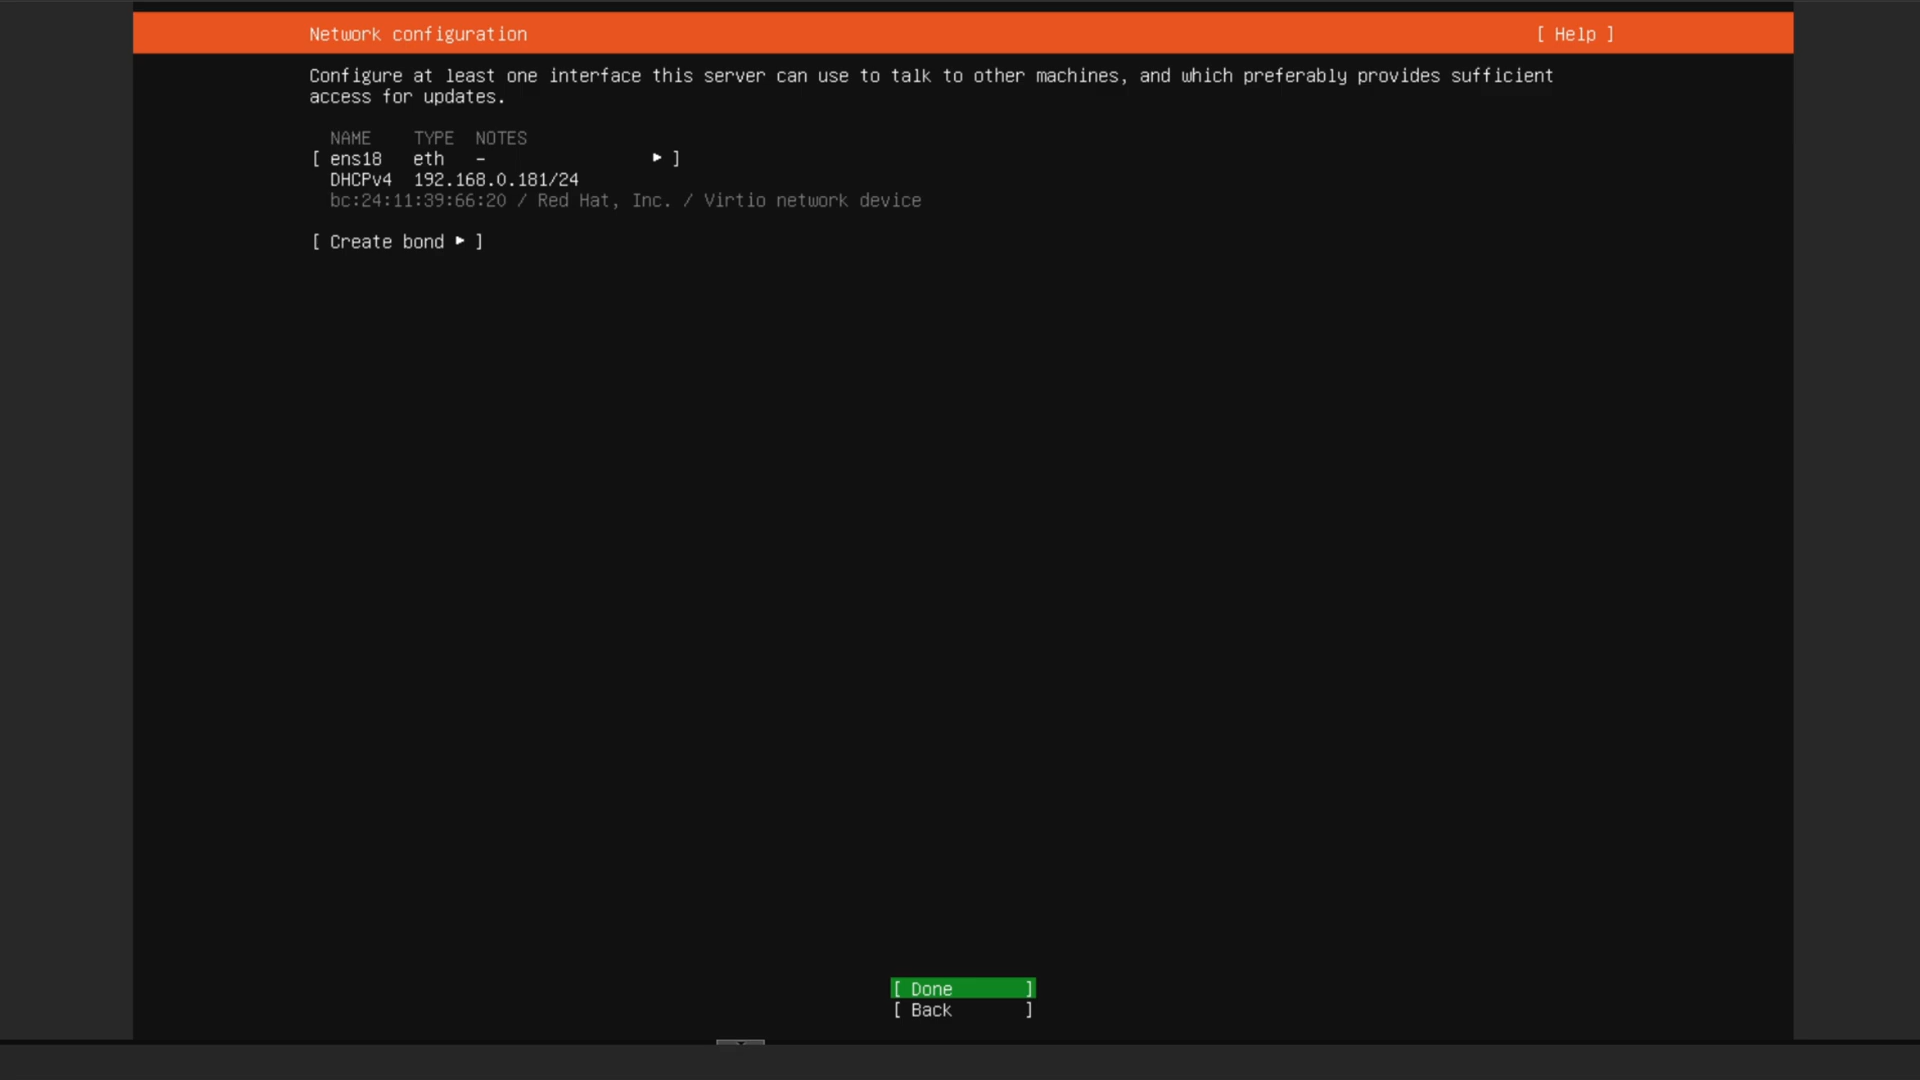 Network configuration [ Help ]
Configure at least one interface this server can use to talk to other machines, and which preferably provides sufficient
access for updates.
NAME TYPE NOTES
[ ens18 eth - ▸ ]
DHCPv4 192.168.0.181/24
bc:24:11:39:66:20 / Red Hat, Inc. / Virtio network device
[ Create bond ▸ ]
[ Done ]
[ Back ]